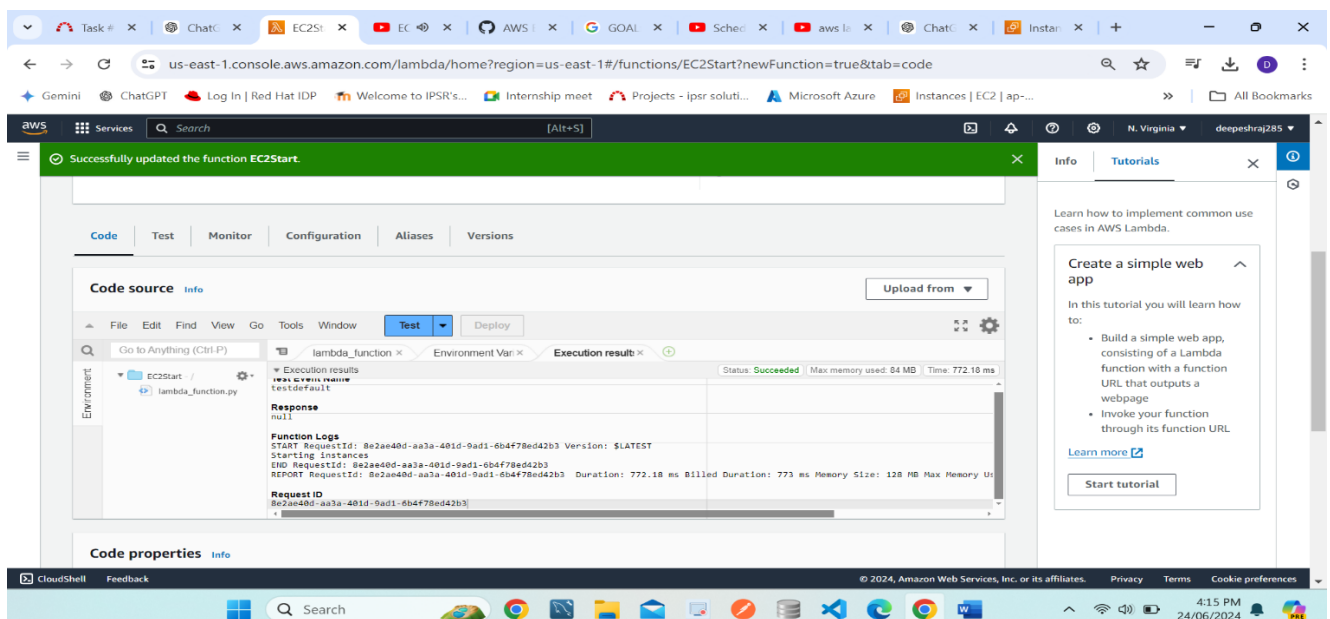 Task #
ChatG
EC2St
EC
AWS
GOAL
Sched
aws la
ChatG
Instan
us-east-1.console.aws.amazon.com/lambda/home?region=us-east-1#/functions/EC2Start?newFunction=true&tab=code
D
Gemini ChatGPT Log In | Red Hat IDP Welcome to IPSR's... Internship meet Projects - ipsr soluti... Microsoft Azure Instances | EC2 | ap-... » All Bookmarks
aws Services Search [Alt+S] N. Virginia deepeshraj285
Successfully updated the function EC2Start.
Info Tutorials
Learn how to implement common use
cases in AWS Lambda.
Create a simple web
app
In this tutorial you will learn how
to:
• Build a simple web app,
consisting of a Lambda
function with a function
URL that outputs a
webpage
• Invoke your function
through its function URL
Learn more
Start tutorial
Code Test Monitor Configuration Aliases Versions
Code source Info
Upload from
File Edit Find View Go Tools Window Test Deploy
Go to Anything (Ctrl-P)
lambda_function × Environment Vari × Execution result: ×
Environment
EC2Start - /
lambda_function.py
Execution results
Status: Succeeded Max memory used: 84 MB Time: 772.18 ms
Test Event Name
testdefault
Response
null
Function Logs
START RequestId: 8e2ae40d-aa3a-401d-9ad1-6b4f78ed42b3 Version: $LATEST
Starting instances
END RequestId: 8e2ae40d-aa3a-401d-9ad1-6b4f78ed42b3
REPORT RequestId: 8e2ae40d-aa3a-401d-9ad1-6b4f78ed42b3 Duration: 772.18 ms Billed Duration: 773 ms Memory Size: 128 MB Max Memory Us
Request ID
8e2ae40d-aa3a-401d-9ad1-6b4f78ed42b3
Code properties Info
CloudShell Feedback © 2024, Amazon Web Services, Inc. or its affiliates. Privacy Terms Cookie preferences
Search
4:15 PM
24/06/2024
PRE